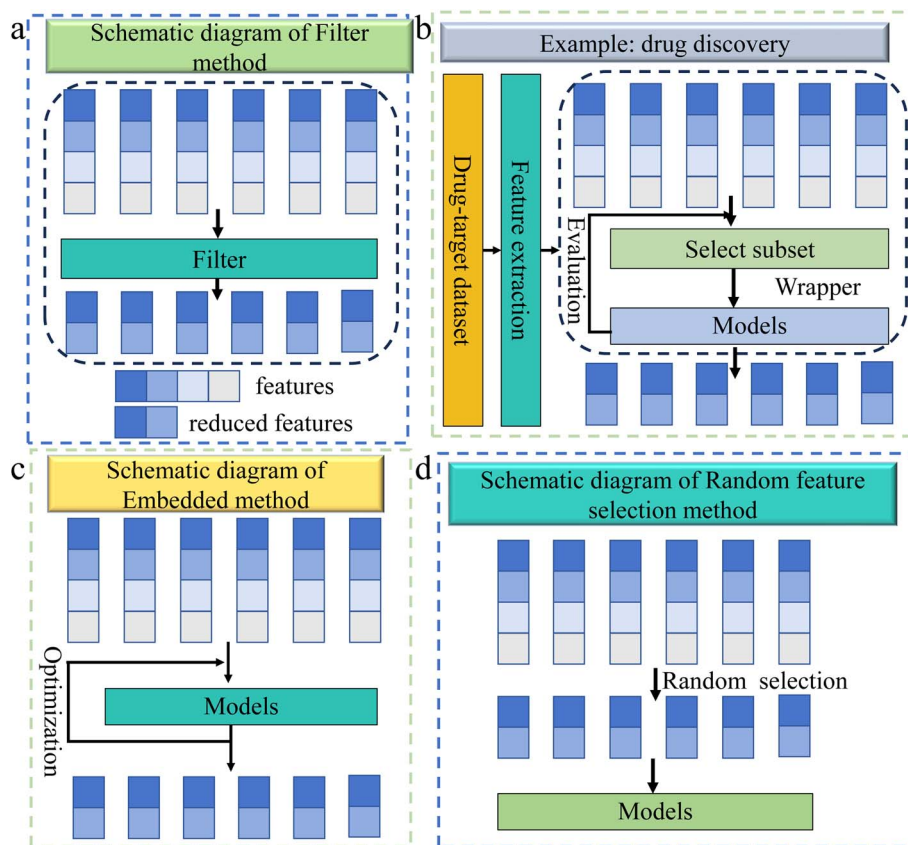 a
Schematic diagram of Filter
method
Filter
features
reduced features
b
Example: drug discovery
Drug-target dataset
Feature extraction
Evaluation
Select subset
Wrapper
Models
c
Schematic diagram of
Embedded method
Optimization
Models
d
Schematic diagram of Random feature
selection method
Random selection
Models